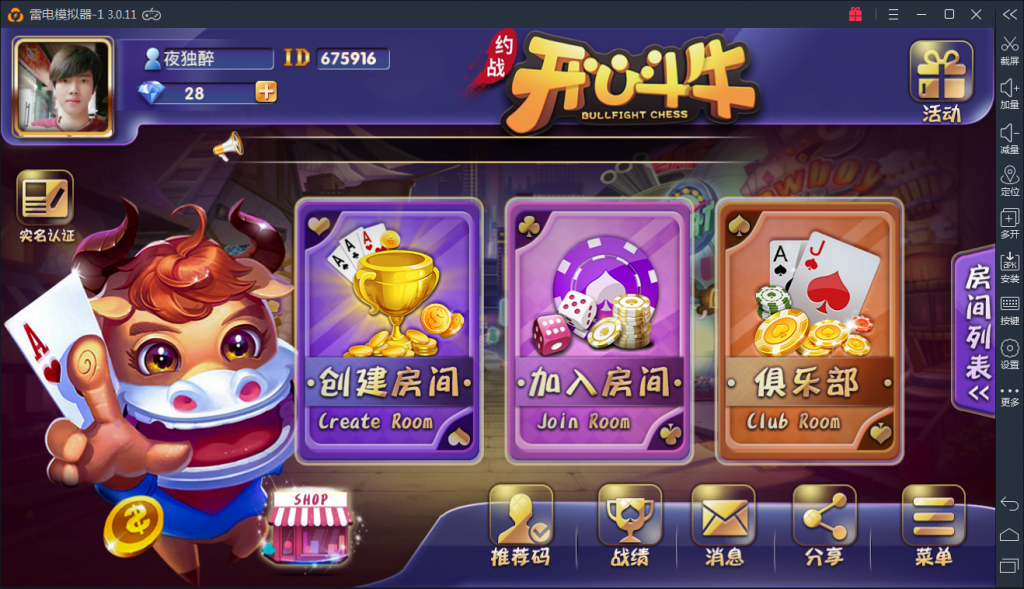 雷电模拟器-1 3.0.11
夜独醉
ID 675916
28
约战
开心斗牛
BULLFIGHT CHESS
活动
实名认证
A
A
A
A
J
创建房间
Create Room
加入房间
Join Room
俱乐部
Club Room
房间列表
SHOP
推荐码
战绩
消息
分享
菜单
截屏
加量
减量
定位
多开
APK
安装
按键
设置
更多